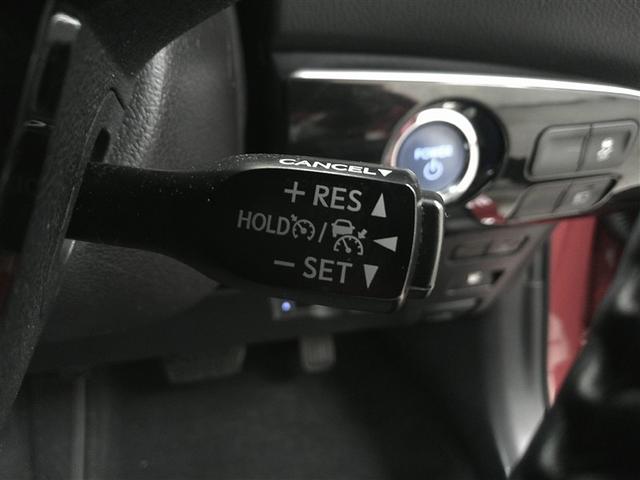 CANCEL▼
+ RES ▲
HOLD / ◀
− SET ▼
POWER